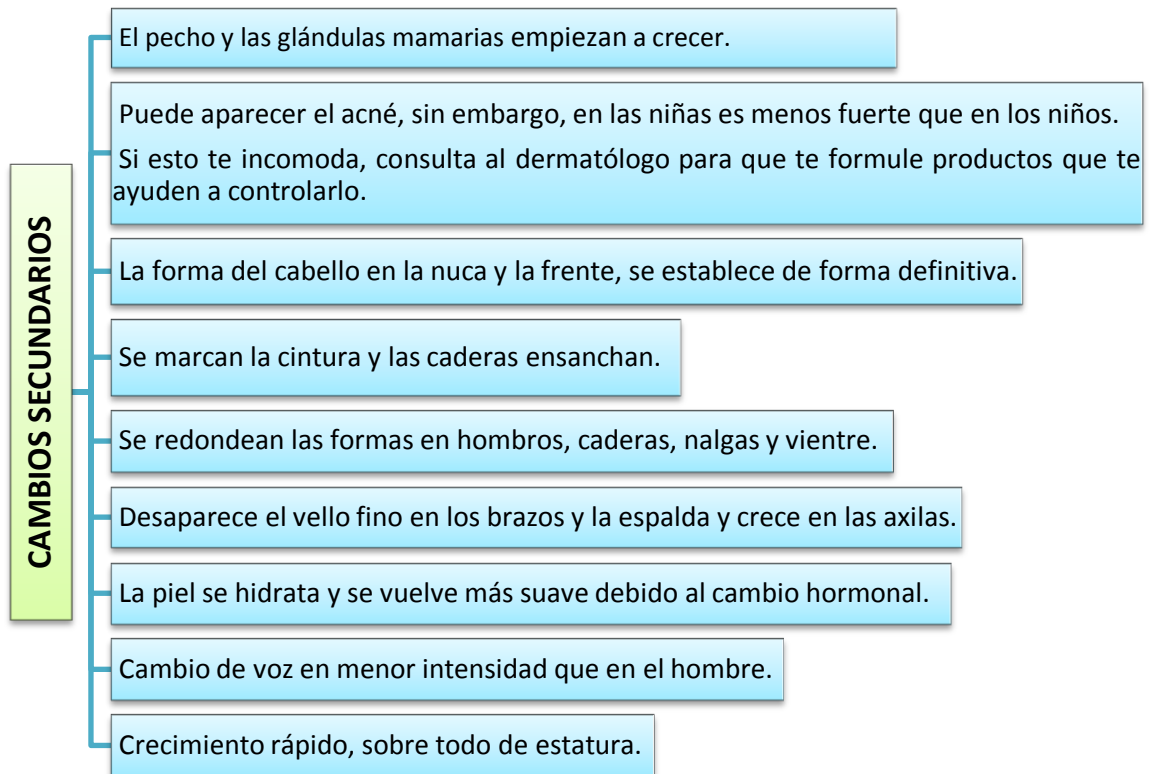 CAMBIOS SECUNDARIOS
El pecho y las glándulas mamarias empiezan a crecer.
Puede aparecer el acné, sin embargo, en las niñas es menos fuerte que en los niños.
Si esto te incomoda, consulta al dermatólogo para que te formule productos que te
ayuden a controlarlo.
La forma del cabello en la nuca y la frente, se establece de forma definitiva.
Se marcan la cintura y las caderas ensanchan.
Se redondean las formas en hombros, caderas, nalgas y vientre.
Desaparece el vello fino en los brazos y la espalda y crece en las axilas.
La piel se hidrata y se vuelve más suave debido al cambio hormonal.
Cambio de voz en menor intensidad que en el hombre.
Crecimiento rápido, sobre todo de estatura.